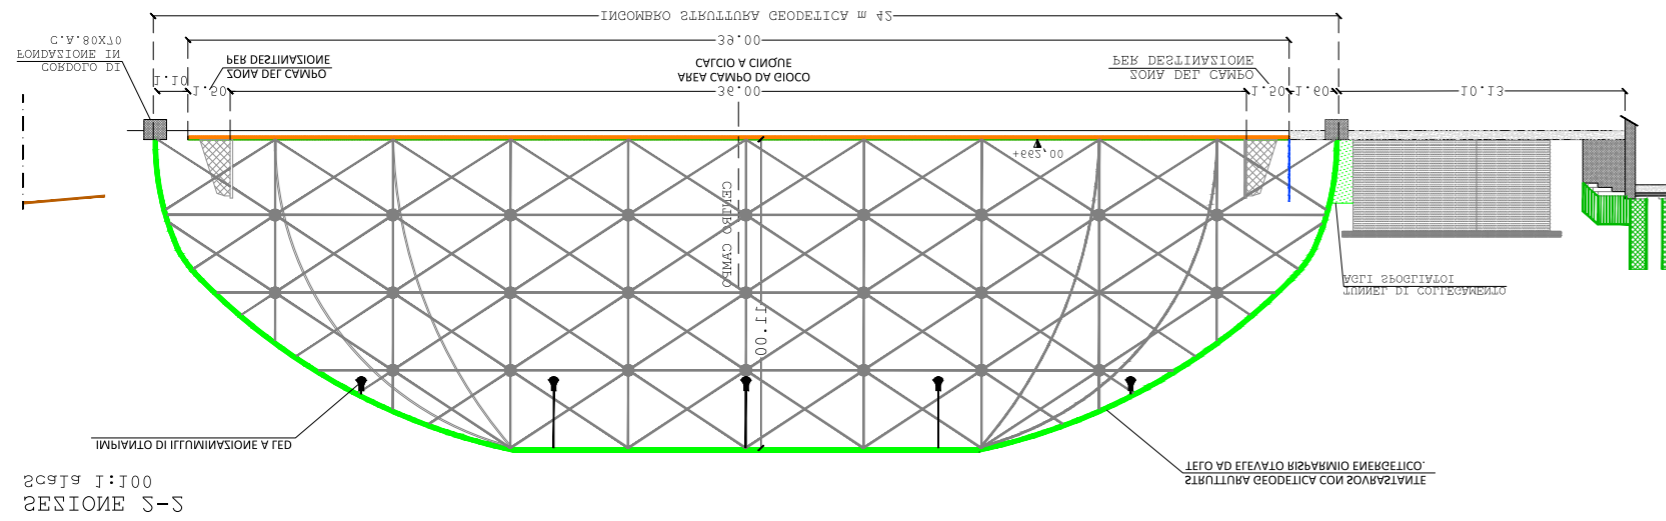 SEZIONE 2-2
Scala 1:100
STRUTTURA GEODETICA CON SOVRASTANTE
TELO AD ELEVATO RISPARMIO ENERGETICO.
IMPIANTO DI ILLUMINAZIONE A LED
11.00
TUNNEL DI COLLEGAMENTO
AGLI SPOGLIATOI
CENTRO CAMPO
+662,00
1.10
1.50
36.00
1.50
1.60
10.13
CORDOLO DI
FONDAZIONE IN
C.A.80X70
ZONA DEL CAMPO
PER DESTINAZIONE
AREA CAMPO DA GIOCO
CALCIO A CINQUE
ZONA DEL CAMPO
PER DESTINAZIONE
39.00
INGOMBRO STRUTTURA GEODETICA m 42